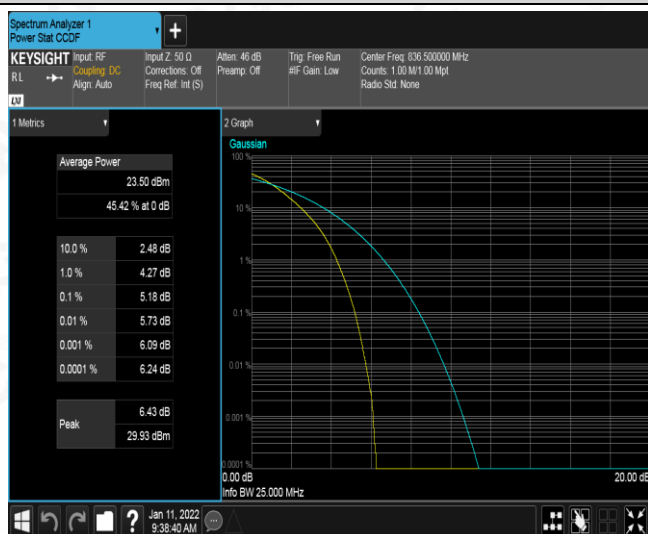 Spectrum Analyzer 1
Power Stat CCDF
+
KEYSIGHT
RL
LXI
Input: RF
Coupling: DC
Align: Auto
Input Z: 50 Ω
Corrections: Off
Freq Ref: Int (S)
Atten: 46 dB
Preamp: Off
Trig: Free Run
#IF Gain: Low
Center Freq: 836.500000 MHz
Counts: 1.00 M/1.00 Mpt
Radio Std: None
1 Metrics
Average Power
23.50 dBm
45.42 % at 0 dB
10.0 % 2.48 dB
1.0 % 4.27 dB
0.1 % 5.18 dB
0.01 % 5.73 dB
0.001 % 6.09 dB
0.0001 % 6.24 dB
Peak
6.43 dB
29.93 dBm
2 Graph
Gaussian
100 %
10 %
1 %
0.1 %
0.01 %
0.001 %
0.0001 %
0.00 dB
20.00 dB
Info BW 25.000 MHz
?
Jan 11, 2022
9:38:40 AM